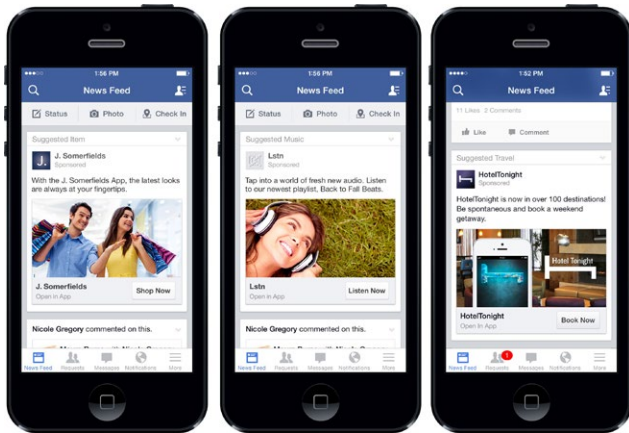 1:56 PM
News Feed
Status
Photo
Check In
Suggested Item
J.
J. Somerfields
Sponsored
With the J. Somerfields App, the latest looks
are always at your fingertips.
J. Somerfields
Open in App
Shop Now
Nicole Gregory commented on this.
News Feed
Requests
Messages
Notifications
More
1:56 PM
News Feed
Status
Photo
Check In
Suggested Music
Lstn
Sponsored
Tap into a world of fresh new audio. Listen
to our newest playlist, Back to Fall Beats.
Lstn
Open in App
Listen Now
Nicole Gregory commented on this.
News Feed
Requests
Messages
Notifications
More
1:52 PM
News Feed
11 Likes 2 Comments
Like
Comment
Suggested Travel
HotelTonight
Sponsored
HotelTonight is now in over 100 destinations!
Be spontaneous and book a weekend
getaway.
Hotel Tonight
HotelTonight
Open in App
Book Now
News Feed
Requests
1
Messages
Notifications
More